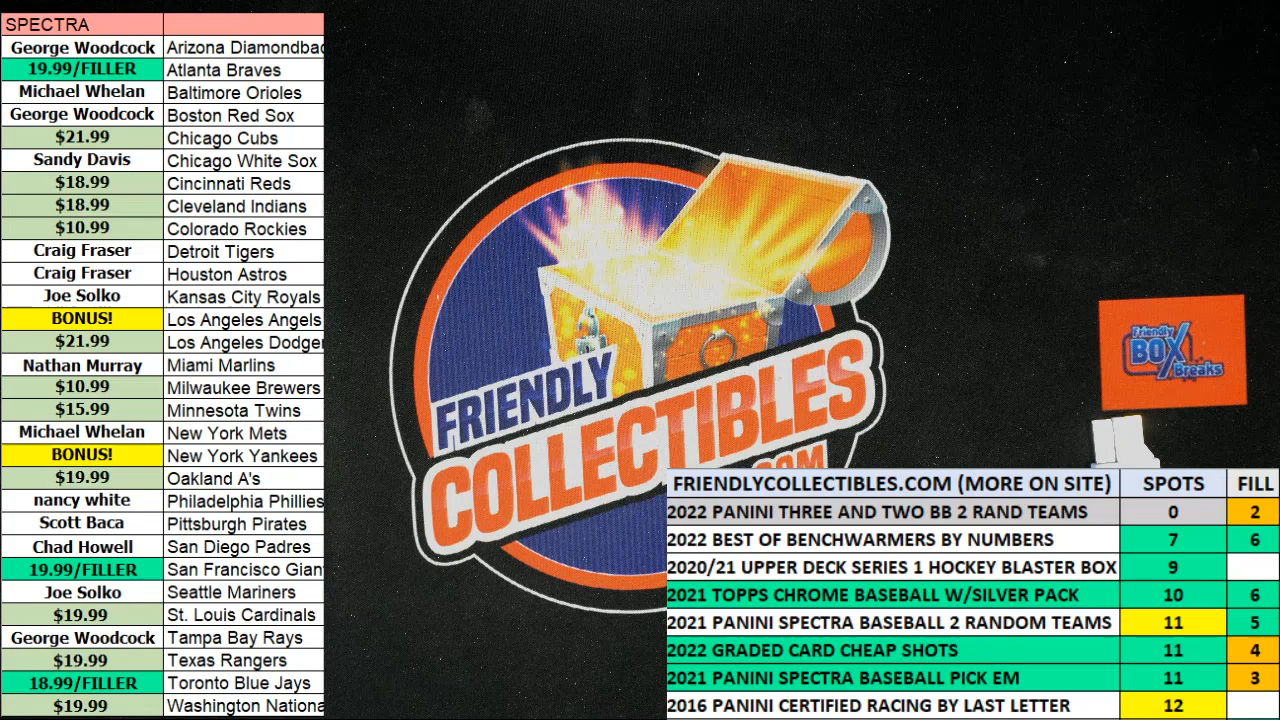 SPECTRA
George Woodcock Arizona Diamondbac
19.99/FILLER Atlanta Braves
Michael Whelan Baltimore Orioles
George Woodcock Boston Red Sox
$21.99 Chicago Cubs
Sandy Davis Chicago White Sox
$18.99 Cincinnati Reds
$18.99 Cleveland Indians
$10.99 Colorado Rockies
Craig Fraser Detroit Tigers
Craig Fraser Houston Astros
Joe Solko Kansas City Royals
BONUS! Los Angeles Angels
$21.99 Los Angeles Dodger
Nathan Murray Miami Marlins
$10.99 Milwaukee Brewers
$15.99 Minnesota Twins
Michael Whelan New York Mets
BONUS! New York Yankees
$19.99 Oakland A's
nancy white Philadelphia Phillies
Scott Baca Pittsburgh Pirates
Chad Howell San Diego Padres
19.99/FILLER San Francisco Gian
Joe Solko Seattle Mariners
$19.99 St. Louis Cardinals
George Woodcock Tampa Bay Rays
$19.99 Texas Rangers
18.99/FILLER Toronto Blue Jays
$19.99 Washington Nationa
FRIENDLY
COLLECTIBLES
.COM
Friendly
BOX
Breaks
FRIENDLYCOLLECTIBLES.COM (MORE ON SITE) SPOTS FILL
2022 PANINI THREE AND TWO BB 2 RAND TEAMS 0 2
2022 BEST OF BENCHWARMERS BY NUMBERS 7 6
2020/21 UPPER DECK SERIES 1 HOCKEY BLASTER BOX 9
2021 TOPPS CHROME BASEBALL W/SILVER PACK 10 6
2021 PANINI SPECTRA BASEBALL 2 RANDOM TEAMS 11 5
2022 GRADED CARD CHEAP SHOTS 11 4
2021 PANINI SPECTRA BASEBALL PICK EM 11 3
2016 PANINI CERTIFIED RACING BY LAST LETTER 12